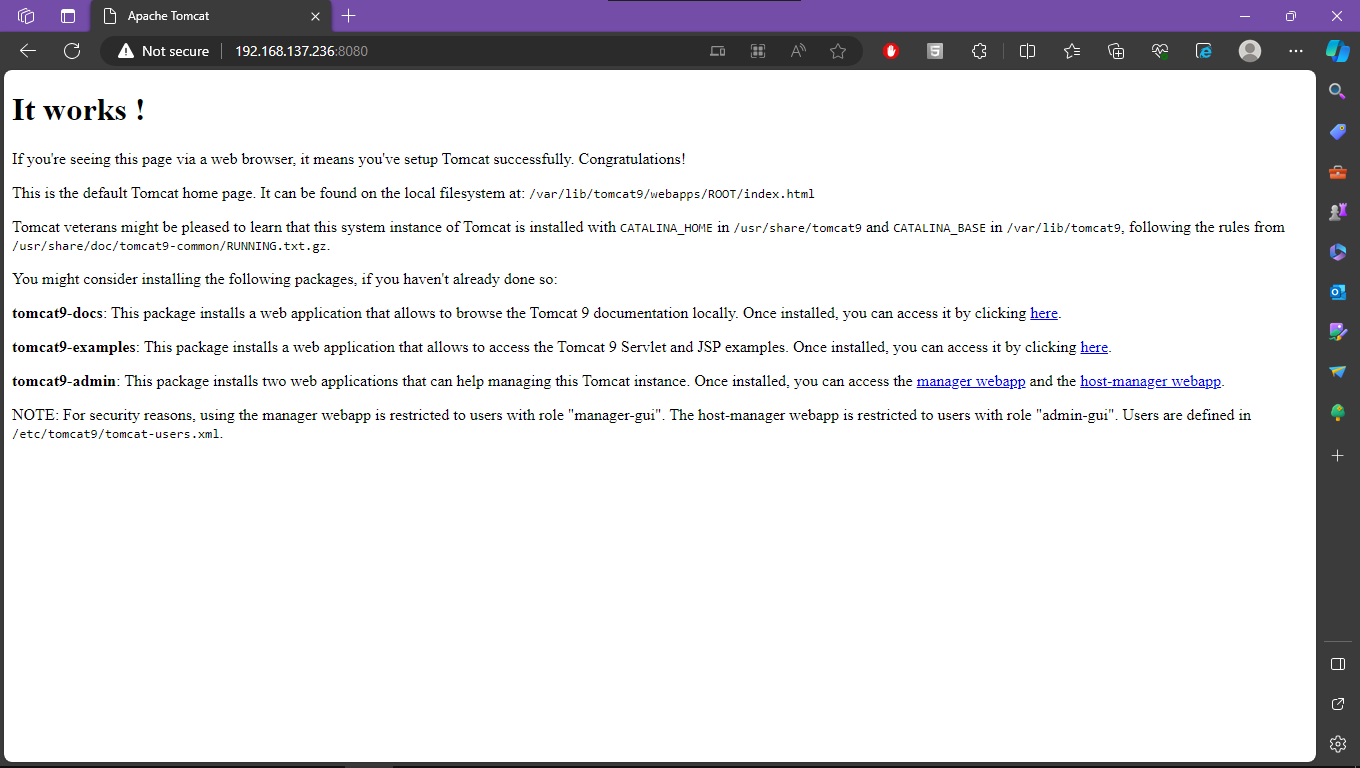 Apache Tomcat
Not secure 192.168.137.236:8080
It works !
If you're seeing this page via a web browser, it means you've setup Tomcat successfully. Congratulations!
This is the default Tomcat home page. It can be found on the local filesystem at: /var/lib/tomcat9/webapps/ROOT/index.html
Tomcat veterans might be pleased to learn that this system instance of Tomcat is installed with CATALINA_HOME in /usr/share/tomcat9 and CATALINA_BASE in /var/lib/tomcat9, following the rules from
/usr/share/doc/tomcat9-common/RUNNING.txt.gz.
You might consider installing the following packages, if you haven't already done so:
tomcat9-docs: This package installs a web application that allows to browse the Tomcat 9 documentation locally. Once installed, you can access it by clicking here.
tomcat9-examples: This package installs a web application that allows to access the Tomcat 9 Servlet and JSP examples. Once installed, you can access it by clicking here.
tomcat9-admin: This package installs two web applications that can help managing this Tomcat instance. Once installed, you can access the manager webapp and the host-manager webapp.
NOTE: For security reasons, using the manager webapp is restricted to users with role "manager-gui". The host-manager webapp is restricted to users with role "admin-gui". Users are defined in
/etc/tomcat9/tomcat-users.xml.